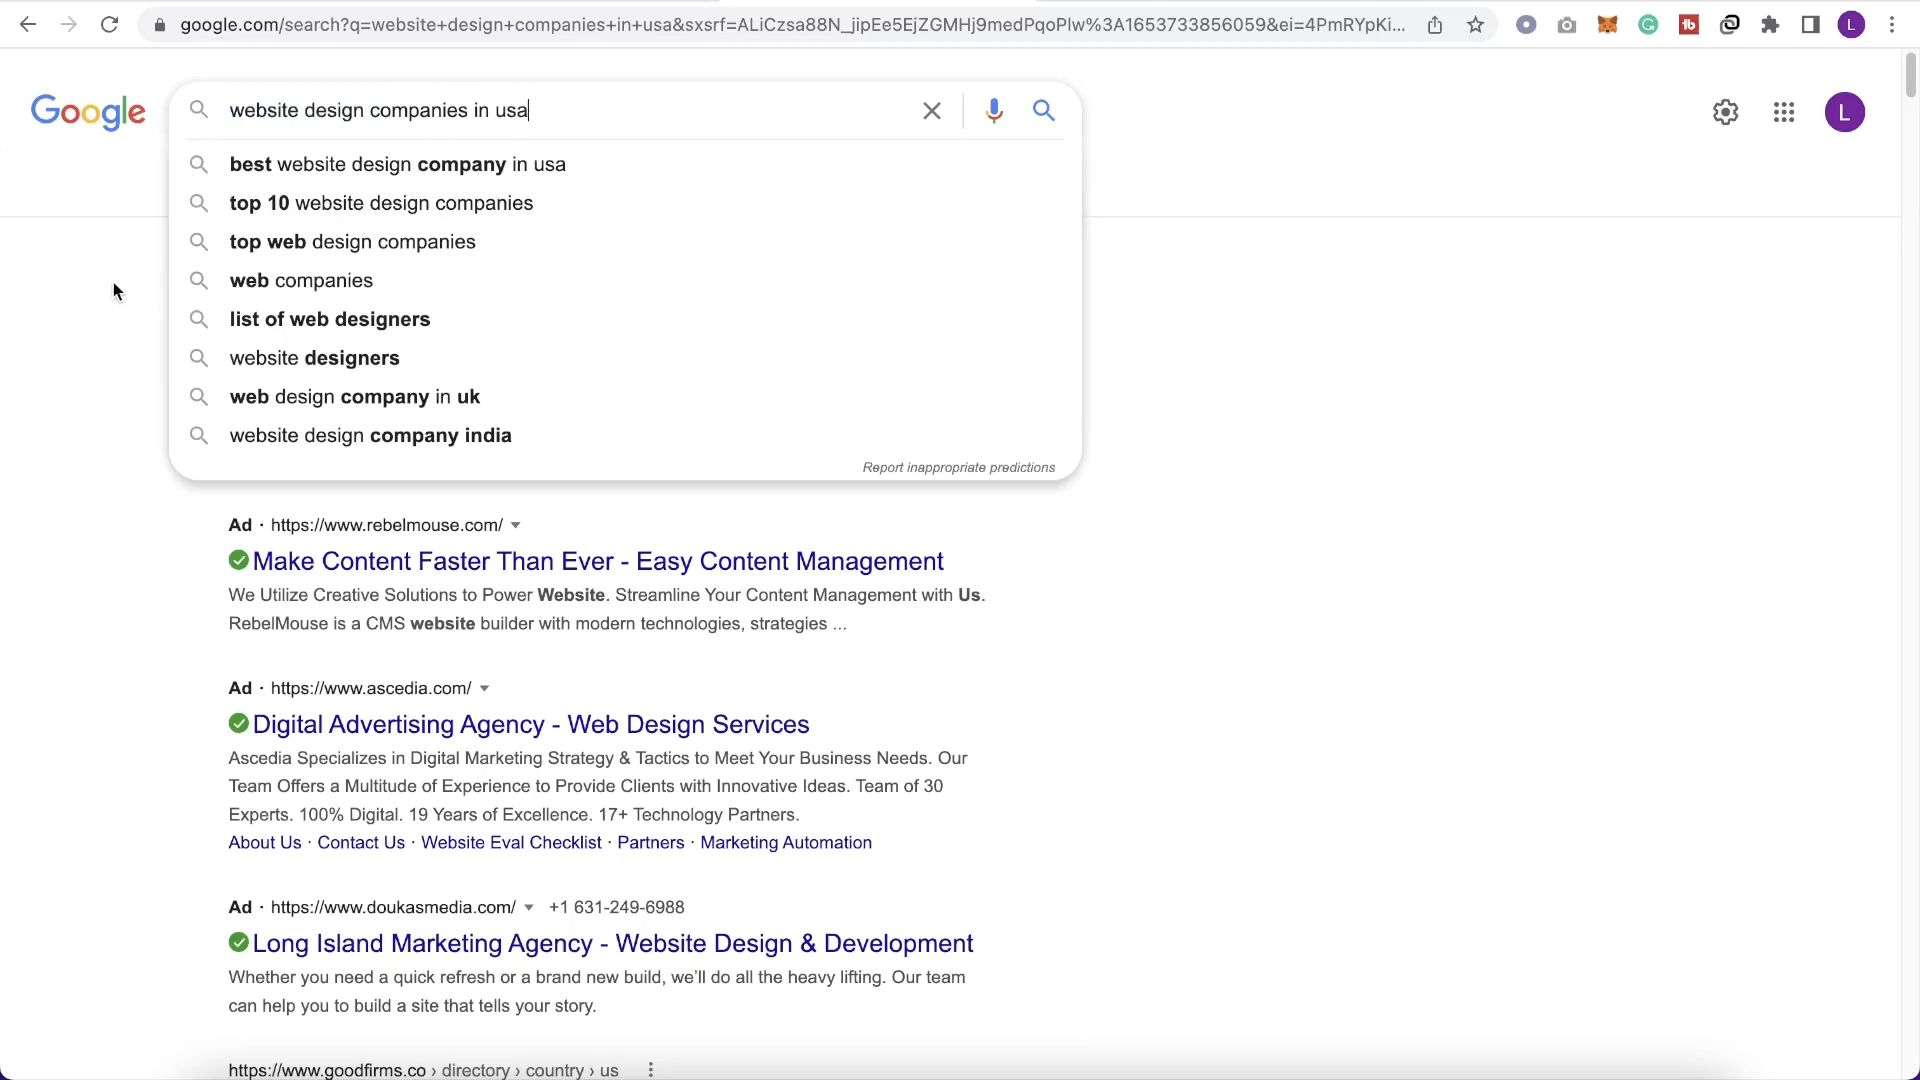 google.com/search?q=website+design+companies+in+usa&sxsrf=ALiCzsa88N_jipEe5EjZGMHj9medPqoPlw%3A1653733856059&ei=4PmRYpKi...
L
Google
website design companies in usa
L
best website design company in usa
top 10 website design companies
top web design companies
web companies
list of web designers
website designers
web design company in uk
website design company india
Report inappropriate predictions
Ad · https://www.rebelmouse.com/
Make Content Faster Than Ever - Easy Content Management
We Utilize Creative Solutions to Power Website. Streamline Your Content Management with Us.
RebelMouse is a CMS website builder with modern technologies, strategies ...
Ad · https://www.ascedia.com/
Digital Advertising Agency - Web Design Services
Ascedia Specializes in Digital Marketing Strategy & Tactics to Meet Your Business Needs. Our
Team Offers a Multitude of Experience to Provide Clients with Innovative Ideas. Team of 30
Experts. 100% Digital. 19 Years of Excellence. 17+ Technology Partners.
About Us · Contact Us · Website Eval Checklist · Partners · Marketing Automation
Ad · https://www.doukasmedia.com/ +1 631-249-6988
Long Island Marketing Agency - Website Design & Development
Whether you need a quick refresh or a brand new build, we’ll do all the heavy lifting. Our team
can help you to build a site that tells your story.
https://www.goodfirms.co › directory › country › us